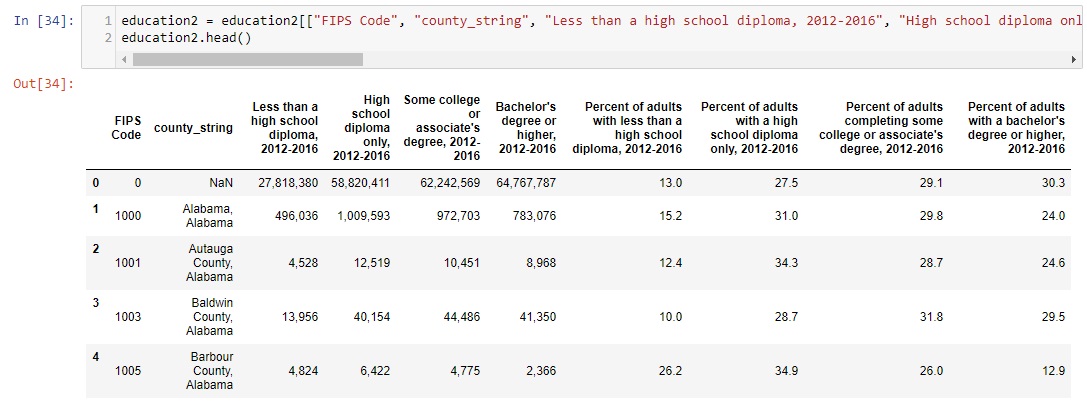 In [34]:
1 education2 = education2[["FIPS Code", "county_string", "Less than a high school diploma, 2012-2016", "High school diploma onl
2 education2.head()
Out[34]:
FIPS Code county_string Less than a high school diploma, 2012-2016 High school diploma only, 2012-2016 Some college or associate's degree, 2012-2016 Bachelor's degree or higher, 2012-2016 Percent of adults with less than a high school diploma, 2012-2016 Percent of adults with a high school diploma only, 2012-2016 Percent of adults completing some college or associate's degree, 2012-2016 Percent of adults with a bachelor's degree or higher, 2012-2016
0 0 NaN 27,818,380 58,820,411 62,242,569 64,767,787 13.0 27.5 29.1 30.3
1 1000 Alabama, Alabama 496,036 1,009,593 972,703 783,076 15.2 31.0 29.8 24.0
2 1001 Autauga County, Alabama 4,528 12,519 10,451 8,968 12.4 34.3 28.7 24.6
3 1003 Baldwin County, Alabama 13,956 40,154 44,486 41,350 10.0 28.7 31.8 29.5
4 1005 Barbour County, Alabama 4,824 6,422 4,775 2,366 26.2 34.9 26.0 12.9